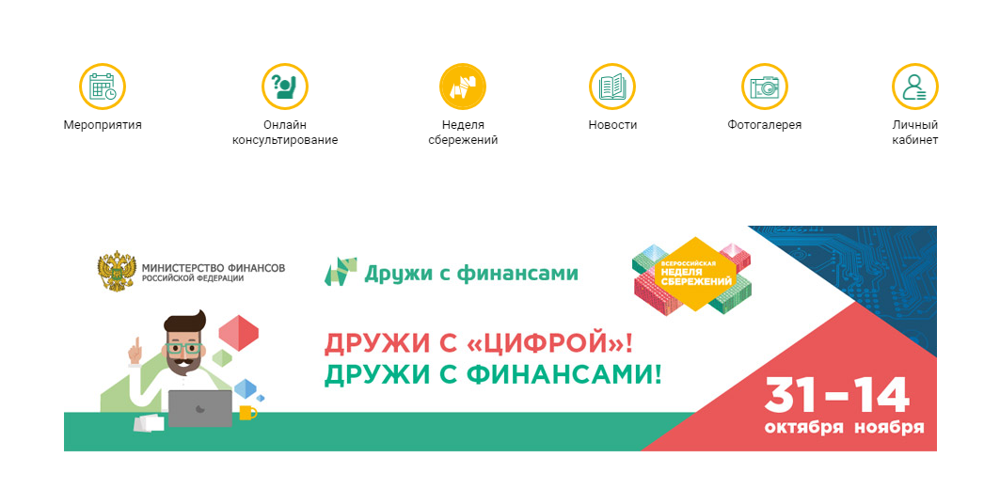 Мероприятия
Онлайн
консультирование
Неделя
сбережений
Новости
Фотогалерея
Личный
кабинет
МИНИСТЕРСТВО ФИНАНСОВ
РОССИЙСКОЙ ФЕДЕРАЦИИ
Дружи с финансами
ВСЕРОССИЙСКАЯ
НЕДЕЛЯ
СБЕРЕЖЕНИЙ
ДРУЖИ С «ЦИФРОЙ»!
ДРУЖИ С ФИНАНСАМИ!
31–14
октября ноября